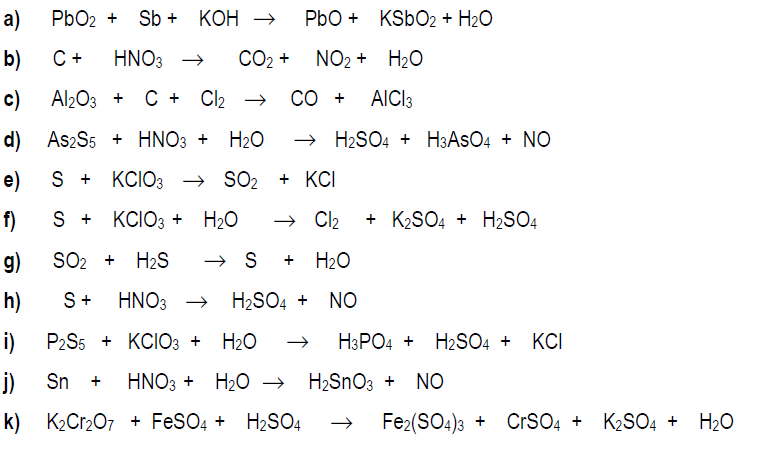 a) PbO₂ + Sb + KOH → PbO + KSbO₂ + H₂O
b) C + HNO₃ → CO₂ + NO₂ + H₂O
c) Al₂O₃ + C + Cl₂ → CO + AlCl₃
d) As₂S₅ + HNO₃ + H₂O → H₂SO₄ + H₃AsO₄ + NO
e) S + KClO₃ → SO₂ + KCl
f) S + KClO₃ + H₂O → Cl₂ + K₂SO₄ + H₂SO₄
g) SO₂ + H₂S → S + H₂O
h) S + HNO₃ → H₂SO₄ + NO
i) P₂S₅ + KClO₃ + H₂O → H₃PO₄ + H₂SO₄ + KCl
j) Sn + HNO₃ + H₂O → H₂SnO₃ + NO
k) K₂Cr₂O₇ + FeSO₄ + H₂SO₄ → Fe₂(SO₄)₃ + CrSO₄ + K₂SO₄ + H₂O